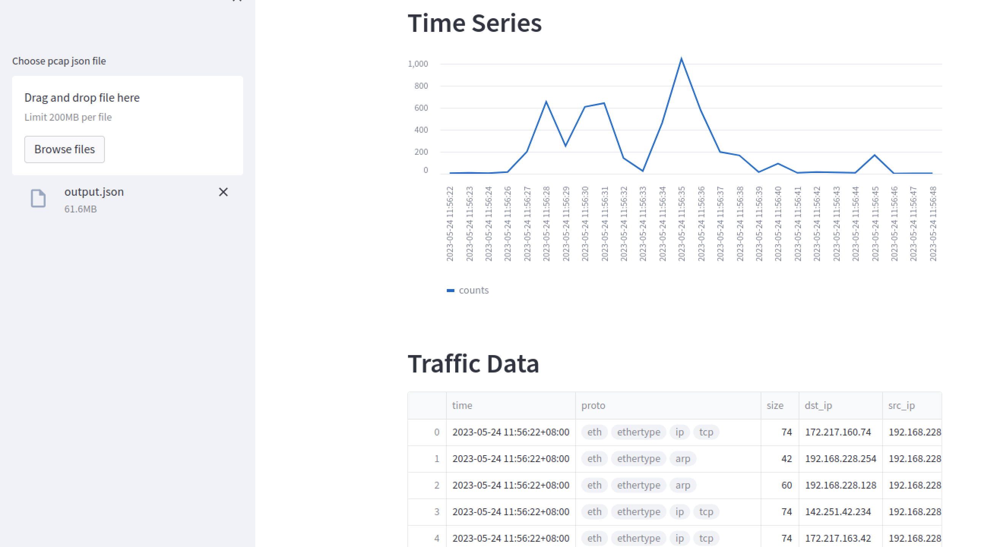 Choose pcap json file
Drag and drop file here
Limit 200MB per file
Browse files
output.json
61.6MB
Time Series
1,000
800
600
400
200
0
2023-05-24 11:56:22
2023-05-24 11:56:23
2023-05-24 11:56:24
2023-05-24 11:56:26
2023-05-24 11:56:27
2023-05-24 11:56:28
2023-05-24 11:56:29
2023-05-24 11:56:30
2023-05-24 11:56:31
2023-05-24 11:56:32
2023-05-24 11:56:33
2023-05-24 11:56:34
2023-05-24 11:56:35
2023-05-24 11:56:36
2023-05-24 11:56:37
2023-05-24 11:56:38
2023-05-24 11:56:39
2023-05-24 11:56:40
2023-05-24 11:56:41
2023-05-24 11:56:42
2023-05-24 11:56:43
2023-05-24 11:56:44
2023-05-24 11:56:45
2023-05-24 11:56:46
2023-05-24 11:56:47
2023-05-24 11:56:48
counts
Traffic Data
time proto size dst_ip src_ip
0 2023-05-24 11:56:22+08:00 eth ethertype ip tcp 74 172.217.160.74 192.168.228
1 2023-05-24 11:56:22+08:00 eth ethertype arp 42 192.168.228.254 192.168.228
2 2023-05-24 11:56:22+08:00 eth ethertype arp 60 192.168.228.128 192.168.228
3 2023-05-24 11:56:22+08:00 eth ethertype ip tcp 74 142.251.42.234 192.168.228
4 2023-05-24 11:56:22+08:00 eth ethertype ip tcp 74 172.217.163.42 192.168.228